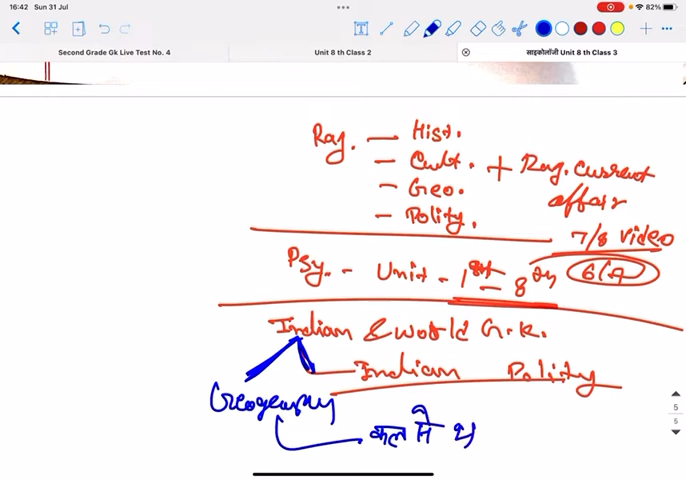 16:42 Sun 31 Jul
82%
Second Grade Gk Live Test No. 4
Unit 8 th Class 2
साइकोलॉजी Unit 8 th Class 3
Raj. — Hist.
- Cult. + Raj. Current affair
- Geo.
- Polity.
7/8 video
Psy. - Unit - 1st - 8th
Indian & world G.K.
Indian Polity
Geography
कल मे
5
5